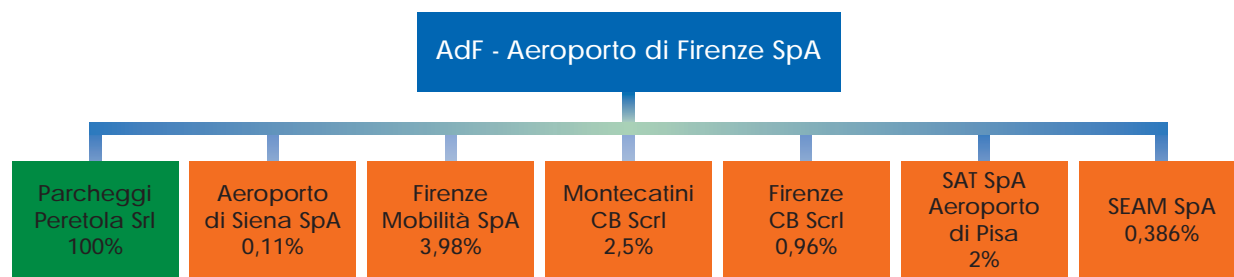 AdF - Aeroporto di Firenze SpA
Parcheggi
Peretola Srl
100%
Aeroporto
di Siena SpA
0,11%
Firenze
Mobilità SpA
3,98%
Montecatini
CB Scrl
2,5%
Firenze
CB Scrl
0,96%
SAT SpA
Aeroporto
di Pisa
2%
SEAM SpA
0,386%